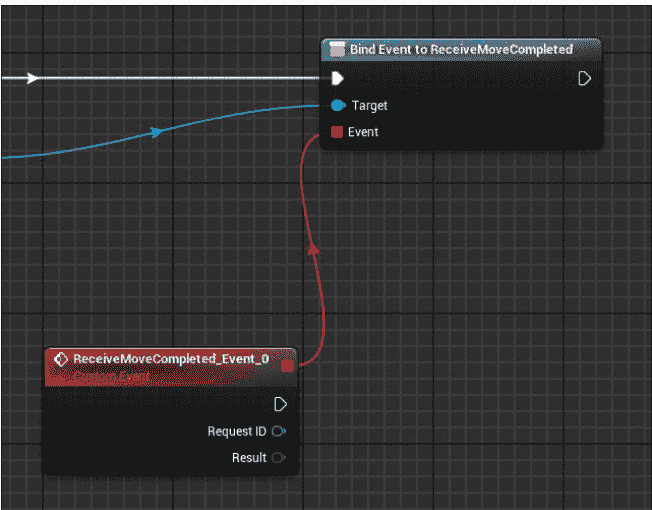 Bind Event to ReceiveMoveCompleted
Target
Event
ReceiveMoveCompleted_Event_0
Custom Event
Request ID
Result